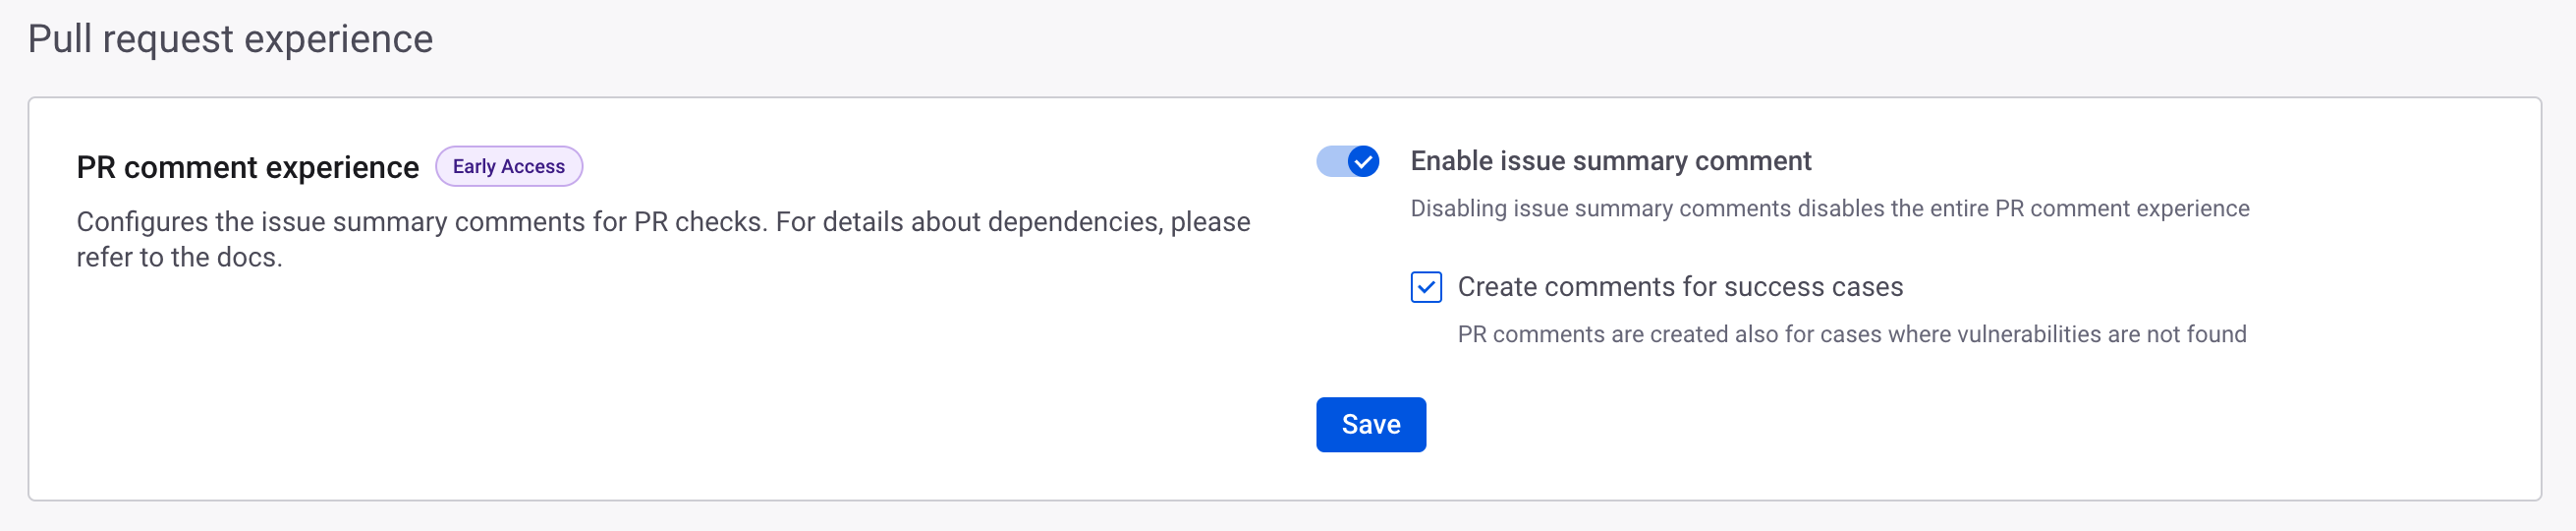 Pull request experience
PR comment experience
Early Access
Configures the issue summary comments for PR checks. For details about dependencies, please
refer to the docs.
Enable issue summary comment
Disabling issue summary comments disables the entire PR comment experience
Create comments for success cases
PR comments are created also for cases where vulnerabilities are not found
Save